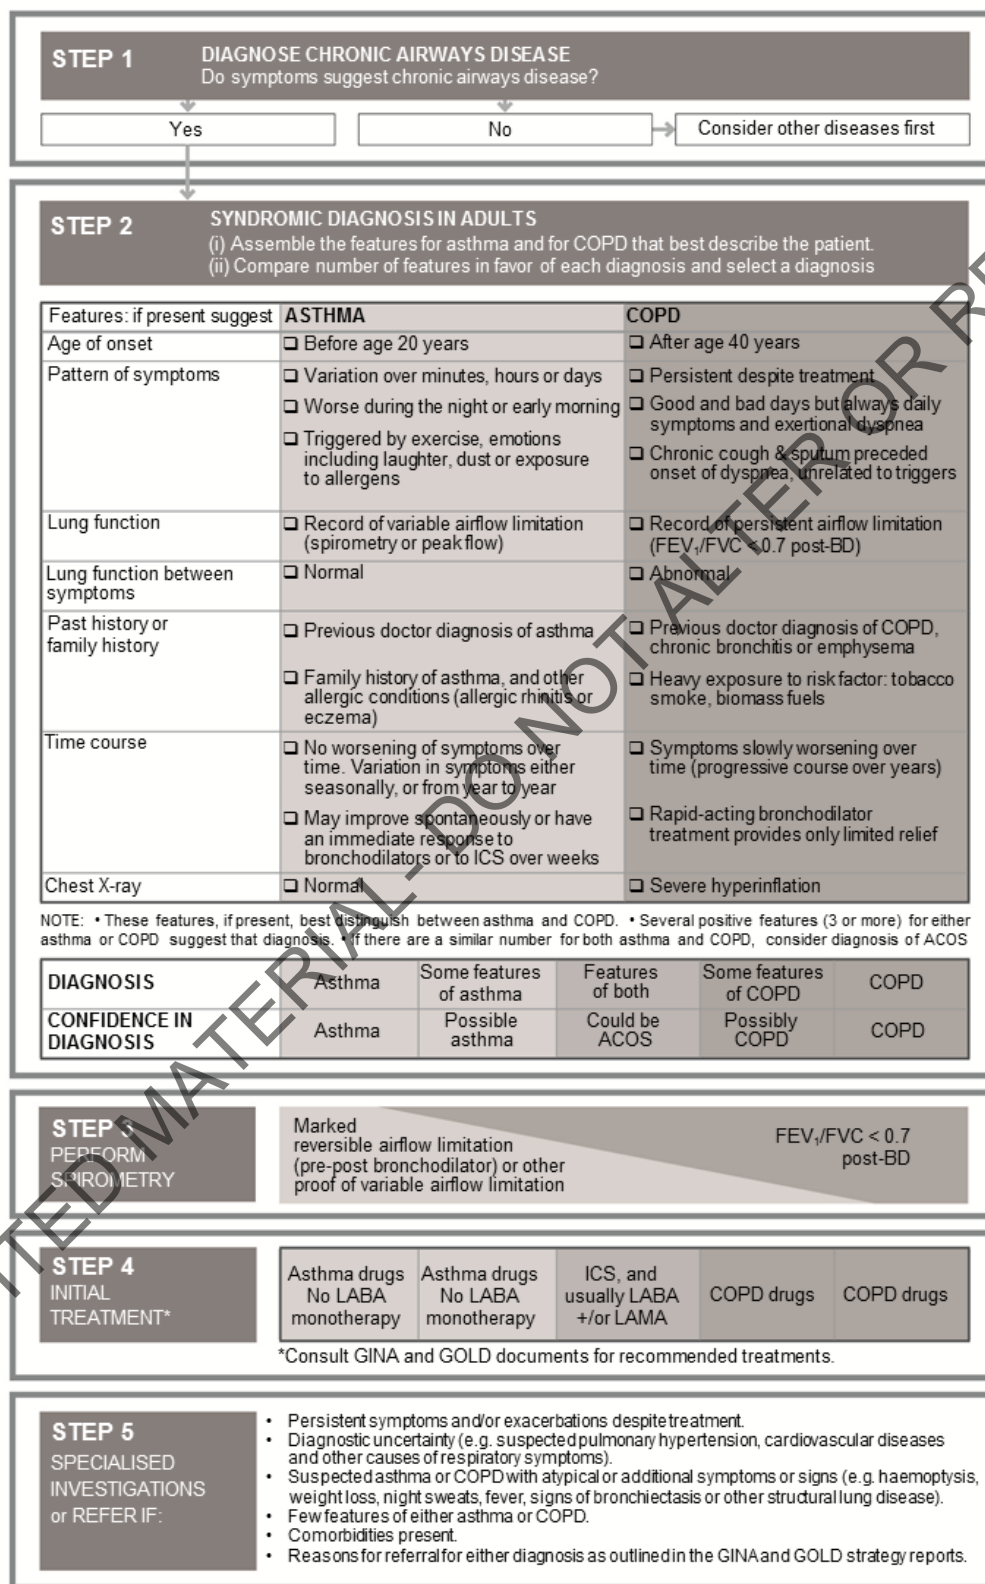 STEP 1
DIAGNOSE CHRONIC AIRWAYS DISEASE
Do symptoms suggest chronic airways disease?
Yes
No
Consider other diseases first
STEP 2
SYNDROMIC DIAGNOSIS IN ADULTS
(i) Assemble the features for asthma and for COPD that best describe the patient.
(ii) Compare number of features in favor of each diagnosis and select a diagnosis
Features: if present suggest
ASTHMA
COPD
Age of onset
❑ Before age 20 years
❑ After age 40 years
Pattern of symptoms
❑ Variation over minutes, hours or days
❑ Worse during the night or early morning
❑ Triggered by exercise, emotions
including laughter, dust or exposure
to allergens
❑ Persistent despite treatment
❑ Good and bad days but always daily
symptoms and exertional dyspnea
❑ Chronic cough & sputum preceded
onset of dyspnea, unrelated to triggers
Lung function
❑ Record of variable airflow limitation
(spirometry or peak flow)
❑ Record of persistent airflow limitation
(FEV₁/FVC < 0.7 post-BD)
Lung function between
symptoms
❑ Normal
❑ Abnormal
Past history or
family history
❑ Previous doctor diagnosis of asthma
❑ Family history of asthma, and other
allergic conditions (allergic rhinitis or
eczema)
❑ Previous doctor diagnosis of COPD,
chronic bronchitis or emphysema
❑ Heavy exposure to risk factor: tobacco
smoke, biomass fuels
Time course
❑ No worsening of symptoms over
time. Variation in symptoms either
seasonally, or from year to year
❑ May improve spontaneously or have
an immediate response to
bronchodilators or to ICS over weeks
❑ Symptoms slowly worsening over
time (progressive course over years)
❑ Rapid-acting bronchodilator
treatment provides only limited relief
Chest X-ray
❑ Normal
❑ Severe hyperinflation
NOTE: • These features, if present, best distinguish between asthma and COPD. • Several positive features (3 or more) for either
asthma or COPD suggest that diagnosis. • If there are a similar number for both asthma and COPD, consider diagnosis of ACOS
DIAGNOSIS
Asthma
Some features
of asthma
Features
of both
Some features
of COPD
COPD
CONFIDENCE IN
DIAGNOSIS
Asthma
Possible
asthma
Could be
ACOS
Possibly
COPD
COPD
STEP 3
PERFORM
SPIROMETRY
Marked
reversible airflow limitation
(pre-post bronchodilator) or other
proof of variable airflow limitation
FEV₁/FVC < 0.7
post-BD
STEP 4
INITIAL
TREATMENT*
Asthma drugs
No LABA
monotherapy
Asthma drugs
No LABA
monotherapy
ICS, and
usually LABA
+/or LAMA
COPD drugs
COPD drugs
*Consult GINA and GOLD documents for recommended treatments.
STEP 5
SPECIALISED
INVESTIGATIONS
or REFER IF:
• Persistent symptoms and/or exacerbations despite treatment.
• Diagnostic uncertainty (e.g. suspected pulmonary hypertension, cardiovascular diseases
and other causes of respiratory symptoms).
• Suspected asthma or COPD with atypical or additional symptoms or signs (e.g. haemoptysis,
weight loss, night sweats, fever, signs of bronchiectasis or other structural lung disease).
• Few features of either asthma or COPD.
• Comorbidities present.
• Reasons for referral for either diagnosis as outlined in the GINA and GOLD strategy reports.
MATERIAL- DO NOT ALTER OR